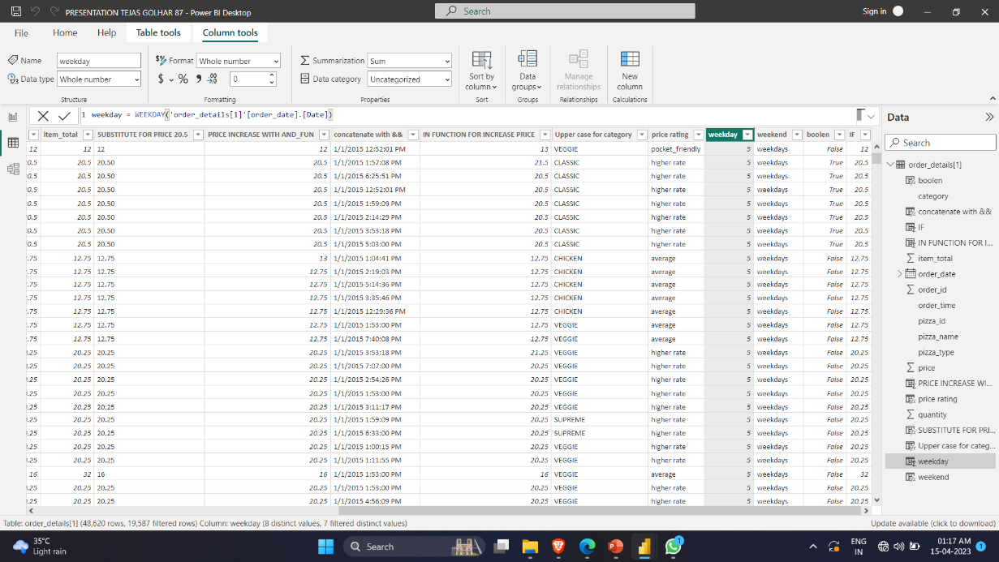 PRESENTATION TEJAS GOLHAR 87 - Power BI Desktop
Search
Sign in
File Home Help Table tools Column tools
Name weekday
Data type Whole number
Structure
Format Whole number
$ % 0
Formatting
Summarization Sum
Data category Uncategorized
Properties
Sort by column
Sort
Data groups
Groups
Manage relationships
Relationships
New column
Calculations
1 weekday = WEEKDAY('order_details[1]'[order_date].[Date])
item_total SUBSTITUTE FOR PRICE 20.5 PRICE INCREASE WITH AND_FUN concatenate with && IN FUNCTION FOR INCREASE PRICE Upper case for category price rating weekday weekend boolen IF
12 12 12 12 1/1/2015 12:52:01 PM 13 VEGGIE pocket_friendly 5 weekdays False 12
0.5 20.5 20.50 20.5 1/1/2015 1:57:08 PM 21.5 CLASSIC higher rate 5 weekdays True 20.5
0.5 20.5 20.50 20.5 1/1/2015 6:25:51 PM 20.5 CLASSIC higher rate 5 weekdays True 20.5
0.5 20.5 20.50 20.5 1/1/2015 12:52:01 PM 20.5 CLASSIC higher rate 5 weekdays True 20.5
0.5 20.5 20.50 20.5 1/1/2015 1:59:09 PM 20.5 CLASSIC higher rate 5 weekdays True 20.5
0.5 20.5 20.50 20.5 1/1/2015 2:14:29 PM 20.5 CLASSIC higher rate 5 weekdays True 20.5
0.5 20.5 20.50 20.5 1/1/2015 3:53:18 PM 20.5 CLASSIC higher rate 5 weekdays True 20.5
0.5 20.5 20.50 20.5 1/1/2015 5:03:00 PM 20.5 CLASSIC higher rate 5 weekdays True 20.5
.75 12.75 12.75 13 1/1/2015 1:04:41 PM 12.75 CHICKEN average 5 weekdays False 12.75
.75 12.75 12.75 12.75 1/1/2015 2:19:03 PM 12.75 CHICKEN average 5 weekdays False 12.75
.75 12.75 12.75 12.75 1/1/2015 5:14:36 PM 12.75 CHICKEN average 5 weekdays False 12.75
.75 12.75 12.75 12.75 1/1/2015 3:35:46 PM 12.75 CHICKEN average 5 weekdays False 12.75
.75 12.75 12.75 12.75 1/1/2015 12:29:36 PM 12.75 CHICKEN average 5 weekdays False 12.75
.75 12.75 12.75 12.75 1/1/2015 1:53:00 PM 12.75 VEGGIE average 5 weekdays False 12.75
.75 12.75 12.75 12.75 1/1/2015 7:40:08 PM 12.75 VEGGIE average 5 weekdays False 12.75
.25 20.25 20.25 20.25 1/1/2015 3:53:18 PM 21.25 VEGGIE higher rate 5 weekdays False 20.25
.25 20.25 20.25 20.25 1/1/2015 7:07:00 PM 20.25 VEGGIE higher rate 5 weekdays False 20.25
.25 20.25 20.25 20.25 1/1/2015 2:54:26 PM 20.25 VEGGIE higher rate 5 weekdays False 20.25
.25 20.25 20.25 20.25 1/1/2015 1:53:00 PM 20.25 VEGGIE higher rate 5 weekdays False 20.25
.25 20.25 20.25 20.25 1/1/2015 3:11:17 PM 20.25 VEGGIE higher rate 5 weekdays False 20.25
.25 20.25 20.25 20.25 1/1/2015 1:59:09 PM 20.25 SUPREME higher rate 5 weekdays False 20.25
.25 20.25 20.25 20.25 1/1/2015 6:33:00 PM 20.25 SUPREME higher rate 5 weekdays False 20.25
.25 20.25 20.25 20.25 1/1/2015 1:00:15 PM 20.25 VEGGIE higher rate 5 weekdays False 20.25
.25 20.25 20.25 20.25 1/1/2015 1:11:55 PM 20.25 VEGGIE higher rate 5 weekdays False 20.25
16 32 16 16 1/1/2015 1:53:00 PM 16 VEGGIE average 5 weekdays False 32
.25 20.25 20.25 20.25 1/1/2015 1:53:00 PM 20.25 VEGGIE higher rate 5 weekdays False 20.25
.25 20.25 20.25 20.25 1/1/2015 4:56:09 PM 20.25 VEGGIE higher rate 5 weekdays False 20.25
Data
Search
order_details[1]
boolen
category
concatenate with &&
IF
IN FUNCTION FOR I...
item_total
order_date
order_id
order_time
pizza_id
pizza_name
pizza_type
price
PRICE INCREASE WI...
price rating
quantity
SUBSTITUTE FOR PRI...
Upper case for categ...
weekday
weekend
Table: order_details[1] (48,620 rows, 19,587 filtered rows) Column: weekday (8 distinct values, 7 filtered distinct values)
Update available (click to download)
35°C
Light rain
Search
1
ENG
IN
01:17 AM
15-04-2023
1